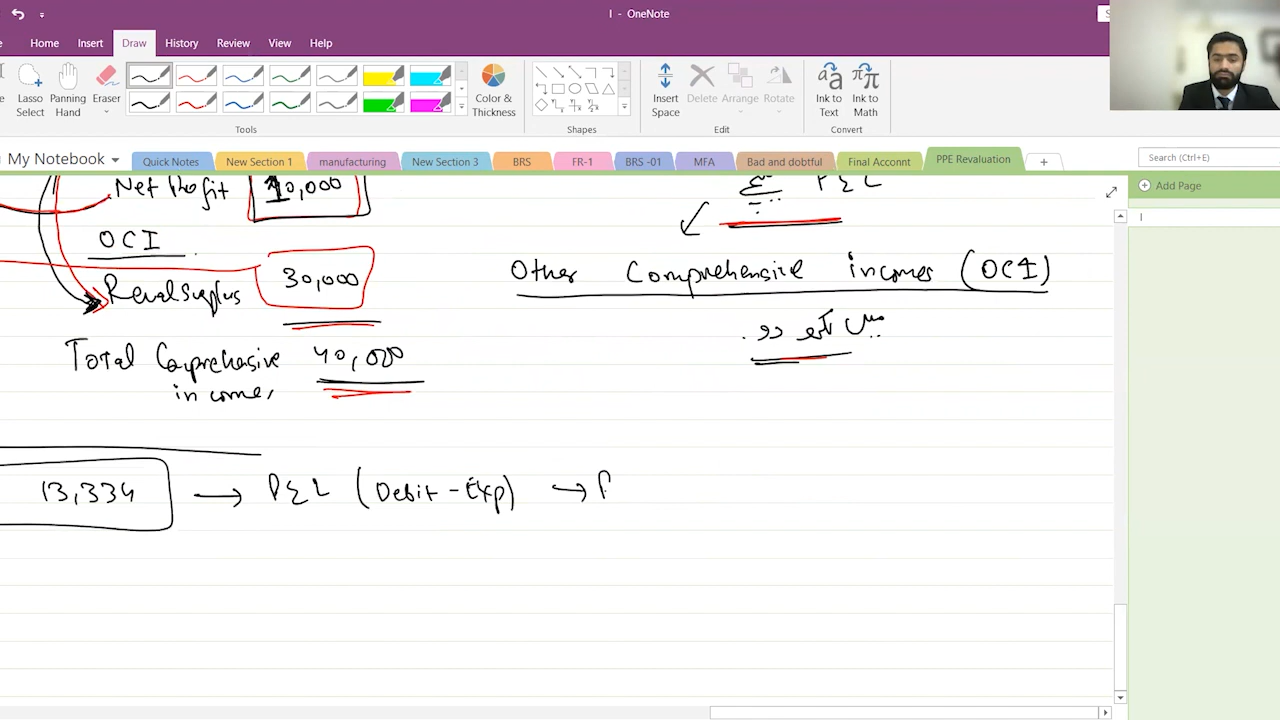 I - OneNote
Home Insert Draw History Review View Help
Lasso Select
Panning Hand
Eraser
Color & Thickness
Insert Space
Delete
Arrange
Rotate
Ink to Text
Ink to Math
Tools
Shapes
Edit
Convert
My Notebook
Quick Notes
New Section 1
manufacturing
New Section 3
BRS
FR-1
BRS -01
MFA
Bad and dobtful
Final Acconnt
PPE Revaluation
Search (Ctrl+E)
Add Page
I
Net Profit 10,000
OCI
Reval Surplus 30,000
Total Comprehensive 40,000
income,
P&L
Other Comprehensive incomes (OCI)
میں
دو
13,334 → P&L (Debit - Exp) → P